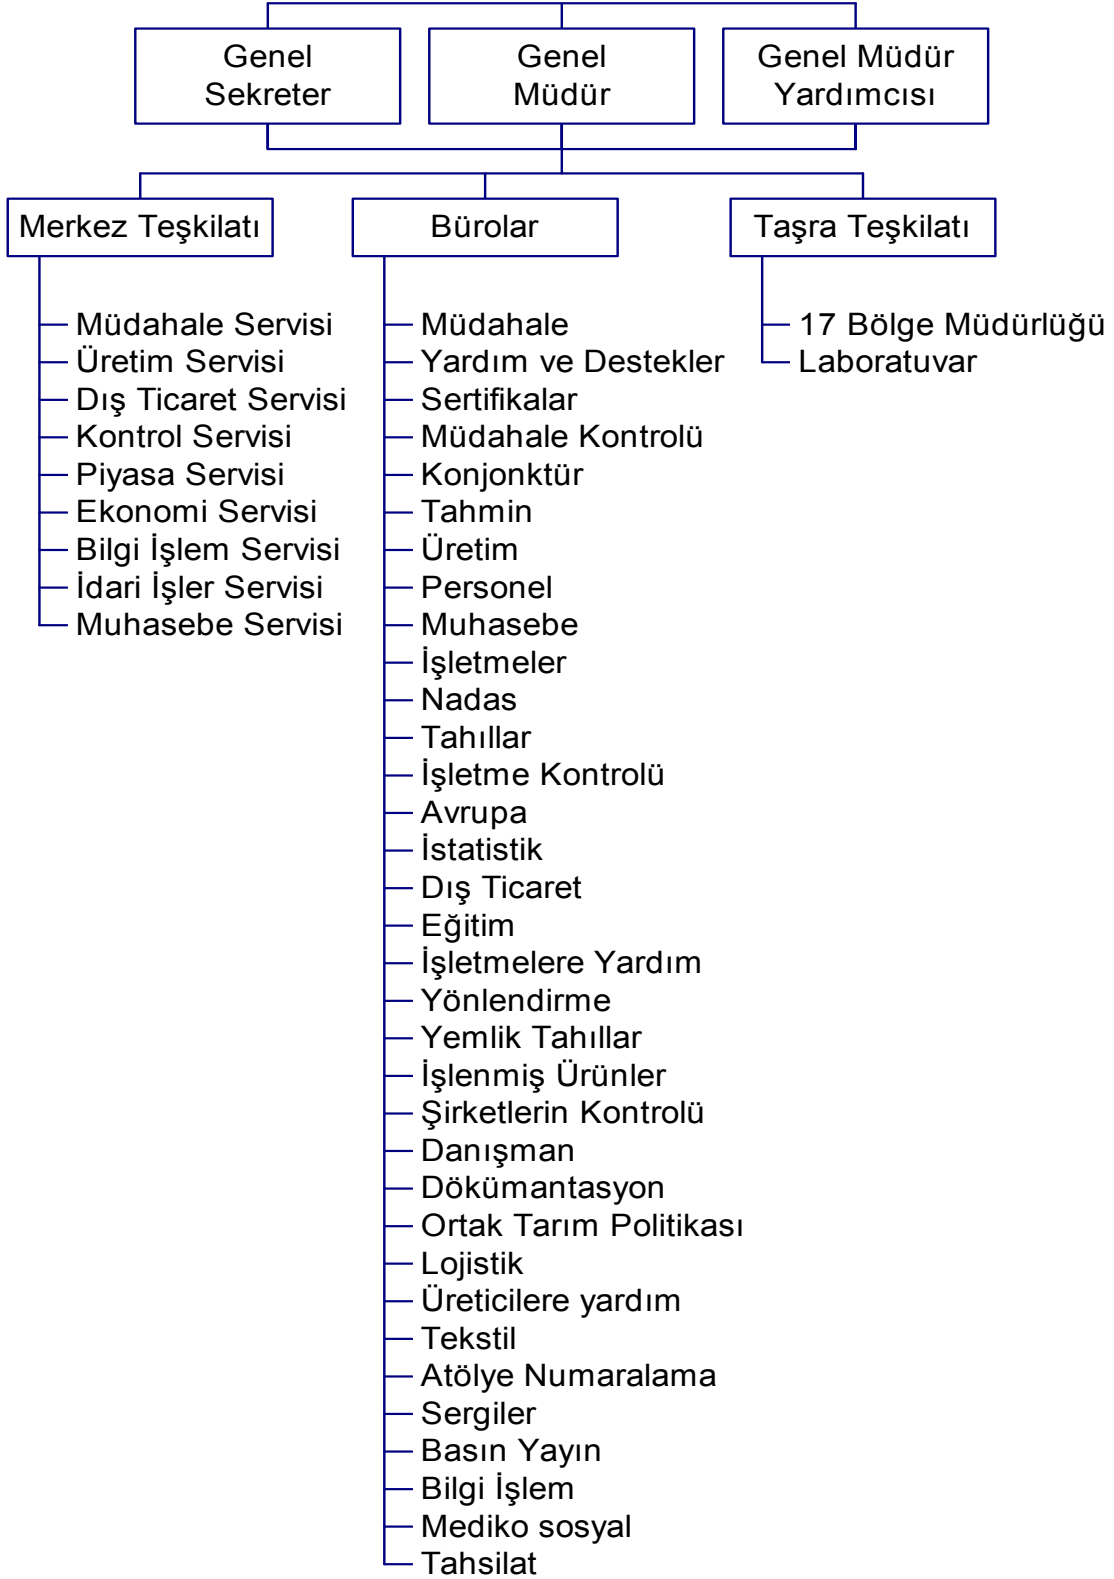 Genel
Sekreter
Genel
Müdür
Genel Müdür
Yardımcısı
Merkez Teşkilatı
Müdahale Servisi
Üretim Servisi
Dış Ticaret Servisi
Kontrol Servisi
Piyasa Servisi
Ekonomi Servisi
Bilgi İşlem Servisi
İdari İşler Servisi
Muhasebe Servisi
Bürolar
Müdahale
Yardım ve Destekler
Sertifikalar
Müdahale Kontrolü
Konjonktür
Tahmin
Üretim
Personel
Muhasebe
İşletmeler
Nadas
Tahıllar
İşletme Kontrolü
Avrupa
İstatistik
Dış Ticaret
Eğitim
İşletmelere Yardım
Yönlendirme
Yemlik Tahıllar
İşlenmiş Ürünler
Şirketlerin Kontrolü
Danışman
Dökümantasyon
Ortak Tarım Politikası
Lojistik
Üreticilere yardım
Tekstil
Atölye Numaralama
Sergiler
Basın Yayın
Bilgi İşlem
Mediko sosyal
Tahsilat
Taşra Teşkilatı
17 Bölge Müdürlüğü
Laboratuvar